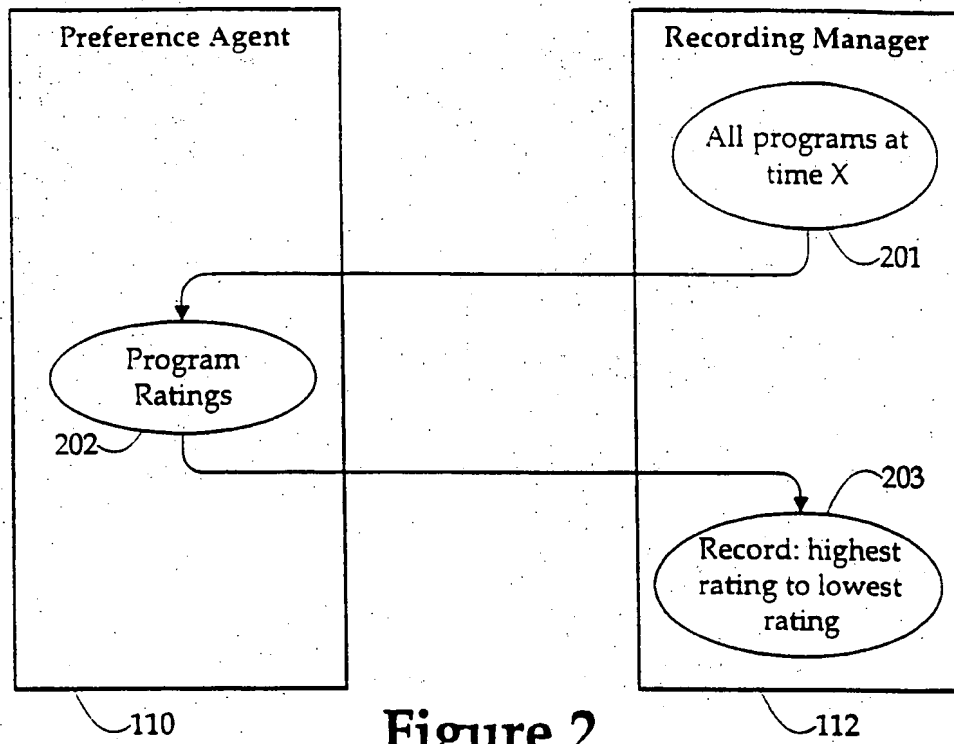 Preference Agent
Recording Manager
All programs at
time X
201
Program
Ratings
202
203
Record: highest
rating to lowest
rating
110
112
Figure 2